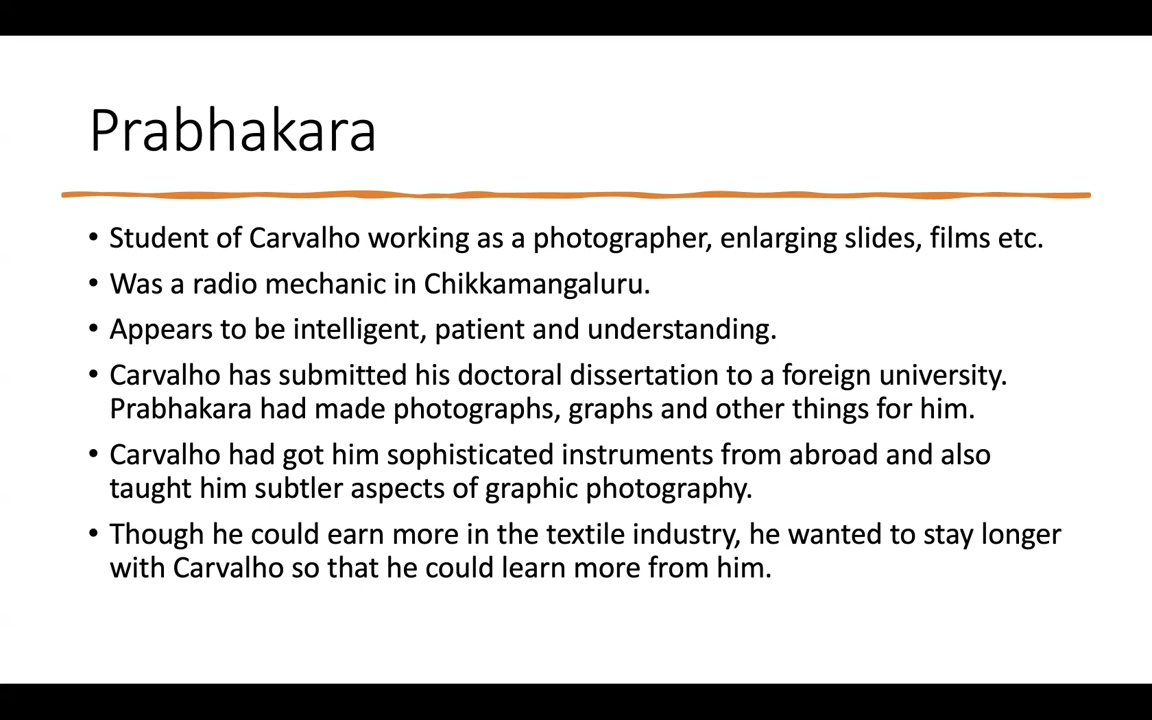 Prabhakara
• Student of Carvalho working as a photographer, enlarging slides, films etc.
• Was a radio mechanic in Chikkamangaluru.
• Appears to be intelligent, patient and understanding.
• Carvalho has submitted his doctoral dissertation to a foreign university.
Prabhakara had made photographs, graphs and other things for him.
• Carvalho had got him sophisticated instruments from abroad and also
taught him subtler aspects of graphic photography.
• Though he could earn more in the textile industry, he wanted to stay longer
with Carvalho so that he could learn more from him.